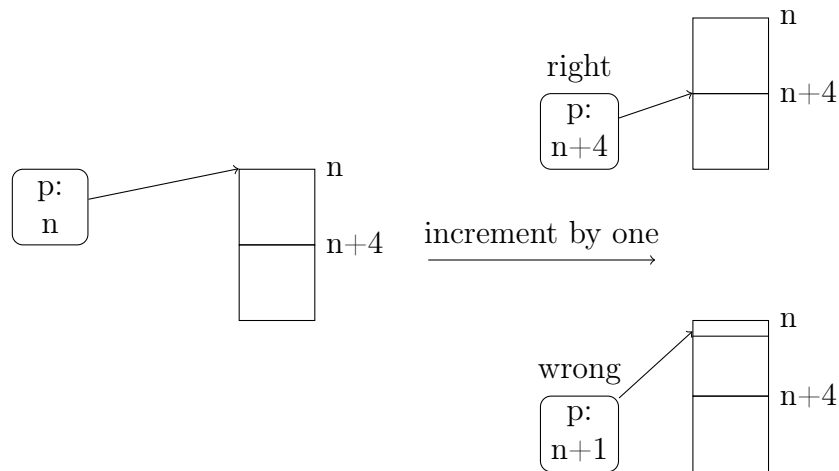 p:
n
n
n+4
increment by one
right
p:
n+4
n
n+4
wrong
p:
n+1
n
n+4